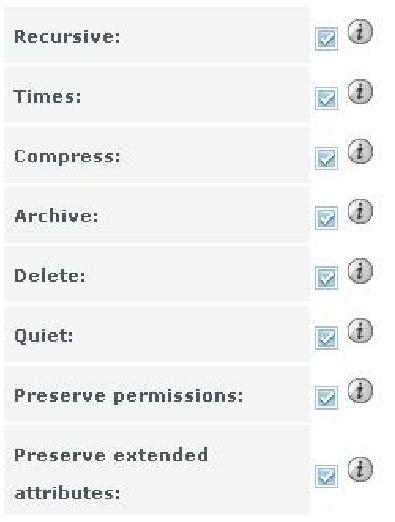 Recursive:
Times:
Compress:
Archive:
Delete:
Quiet:
Preserve permissions:
Preserve extended
attributes: